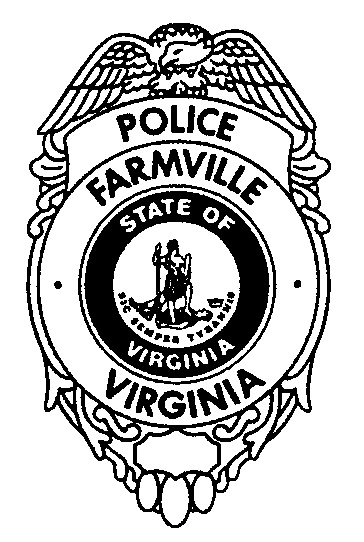 POLICE
FARMVILLE
STATE OF
SIC SEMPER TYRANNIS
VIRGINIA
VIRGINIA